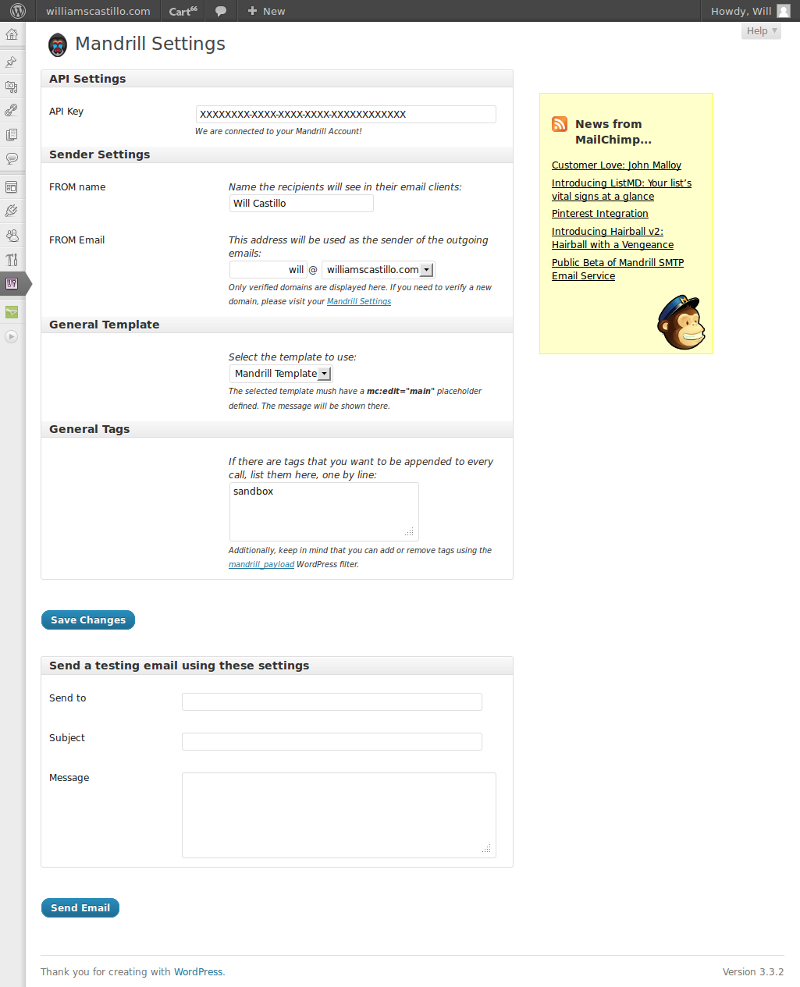 williamscastillo.com Cart66 New Howdy, Will
Help
Mandrill Settings
API Settings
API Key XXXXXXXX-XXXX-XXXX-XXXX-XXXXXXXXXXXX
We are connected to your Mandrill Account!
Sender Settings
FROM name Name the recipients will see in their email clients:
Will Castillo
FROM Email This address will be used as the sender of the outgoing
emails:
will @ williamscastillo.com
Only verified domains are displayed here. If you need to verify a new
domain, please visit your Mandrill Settings
General Template
Select the template to use:
Mandrill Template
The selected template mush have a mc:edit="main" placeholder
defined. The message will be shown there.
General Tags
If there are tags that you want to be appended to every
call, list them here, one by line:
sandbox
Additionally, keep in mind that you can add or remove tags using the
mandrill_payload WordPress filter.
Save Changes
Send a testing email using these settings
Send to
Subject
Message
Send Email
News from
MailChimp...
Customer Love: John Malloy
Introducing ListMD: Your list's
vital signs at a glance
Pinterest Integration
Introducing Hairball v2:
Hairball with a Vengeance
Public Beta of Mandrill SMTP
Email Service
Thank you for creating with WordPress. Version 3.3.2